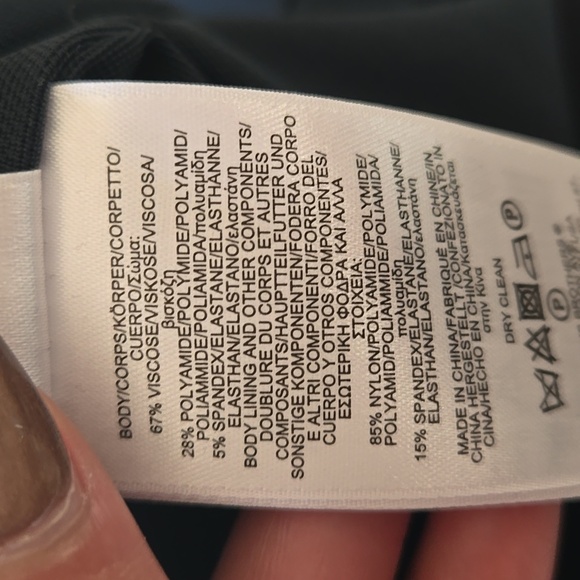 BODY/CORPS/KÖRPER/CORPETTO/
CUERPO/Σώμα:
67% VISCOSE/VISKOSE/VISCOSA/
βισκόζη
28% POLYAMIDE/POLYMIDE/POLYAMID/
POLIAMMIDE/POLIAMIDA/πολυαμίδη
5% SPANDEX/ELASTANE/ELASTHANNE/
ELASTHAN/ELASTANO/ελαστάνη
BODY LINING AND OTHER COMPONENTS/
DOUBLURE DU CORPS ET AUTRES
COMPOSANTS/HAUPTTEILFUTTER UND
SONSTIGE KOMPONENTEN/FODERA CORPO
E ALTRI COMPONENTI/FORRO DEL
CUERPO Y OTROS COMPONENTES/
ΕΣΩΤΕΡΙΚΗ ΦΟΔΡΑ ΚΑΙ ΑΛΛΑ
ΣΤΟΙΧΕΙΑ:
85% NYLON/POLYAMIDE/POLYMIDE/
POLYAMID/POLIAMMIDE/POLIAMIDA/
πολυαμίδη
15% SPANDEX/ELASTANE/ELASTHANNE/
ELASTHAN/ELASTANO/ελαστάνη
MADE IN CHINA/FABRIQUÉ EN CHINE/IN
CHINA HERGESTELLT/CONFEZIONATO IN
CINA/HECHO EN CHINA/Κατασκευάζεται
στην Κίνα
DRY CLEAN
P
P